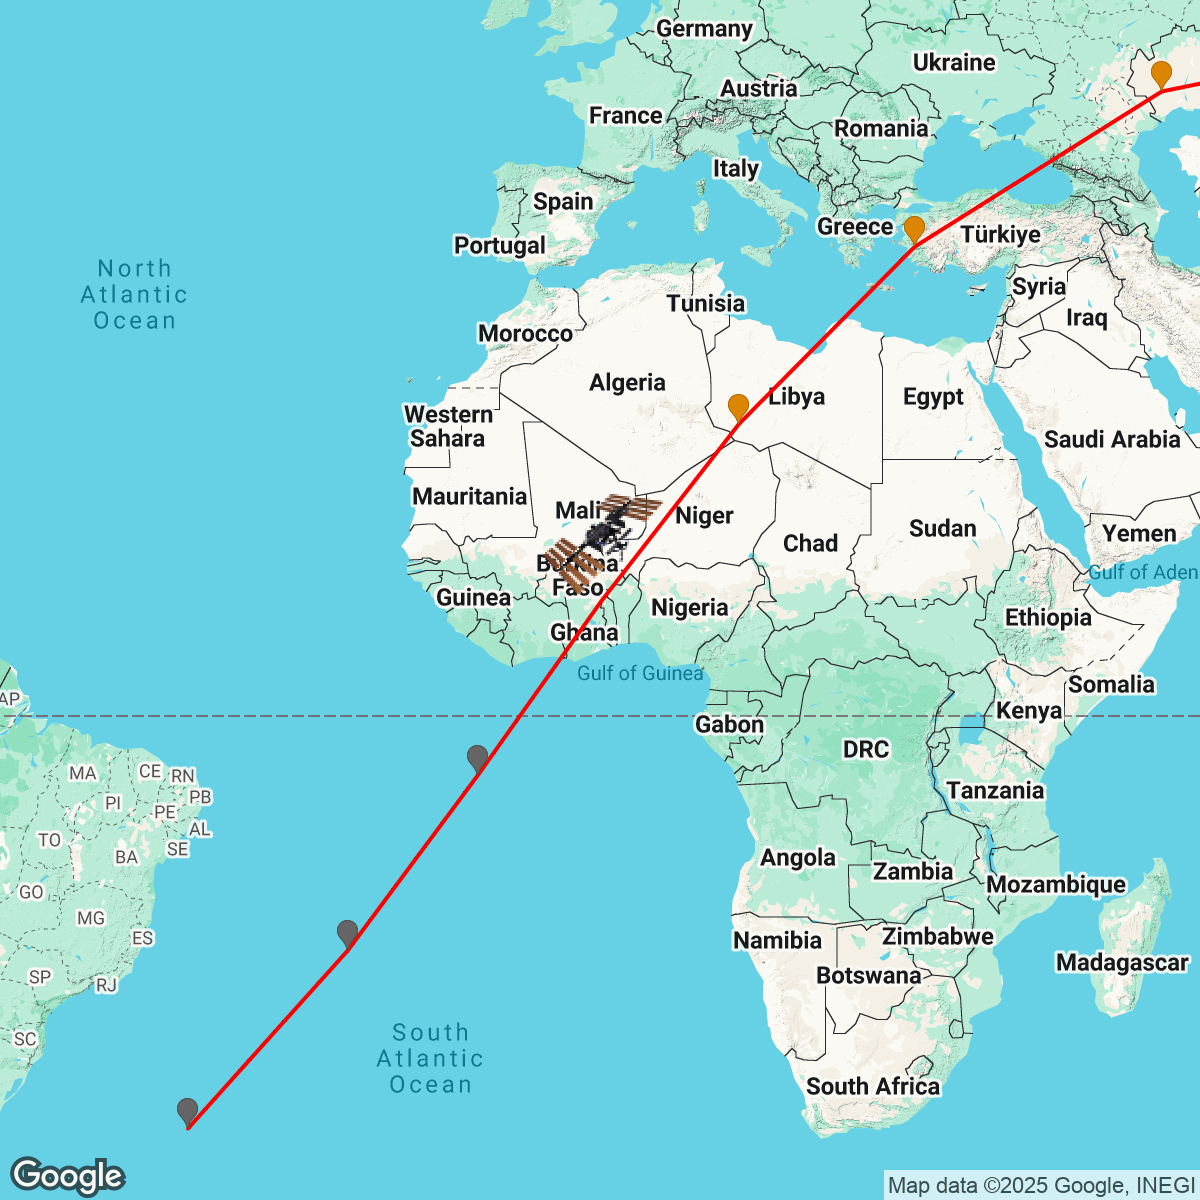 Germany
Ukraine
Austria
France
Romania
Italy
Spain
Greece
Türkiye
Portugal
North
Atlantic
Ocean
Syria
Tunisia
Iraq
Morocco
Algeria
Libya
Egypt
Western
Sahara
Saudi Arabia
Mauritania
Mali
Niger
Sudan
Yemen
Chad
Burkina
Faso
Gulf of Aden
Guinea
Nigeria
Ethiopia
Ghana
Gulf of Guinea
Somalia
AP
Kenya
Gabon
DRC
MA
CE
RN
PI
PB
PE
Tanzania
AL
TO
SE
BA
Angola
Zambia
GO
Mozambique
MG
ES
Namibia
Zimbabwe
Madagascar
SP
RJ
Botswana
SC
South
Atlantic
Ocean
South Africa
Google
Map data ©2025 Google, INEGI